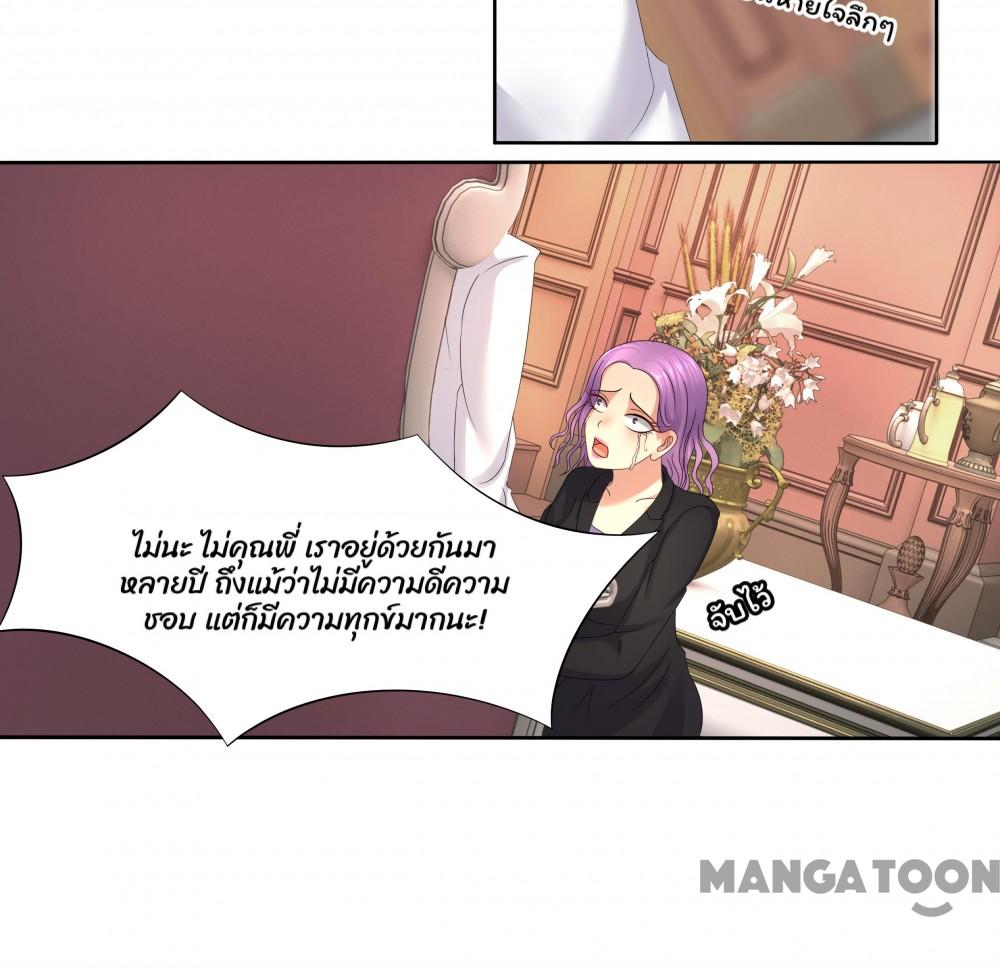 หายใจลึกๆ
ไม่นะ ไม่คุณพี่ เราอยู่ด้วยกันมา
หลายปี ถึงแม้ว่าไม่มีความดีความ
ชอบ แต่ก็มีความทุกข์มากนะ!
จับไว้
MANGATOON